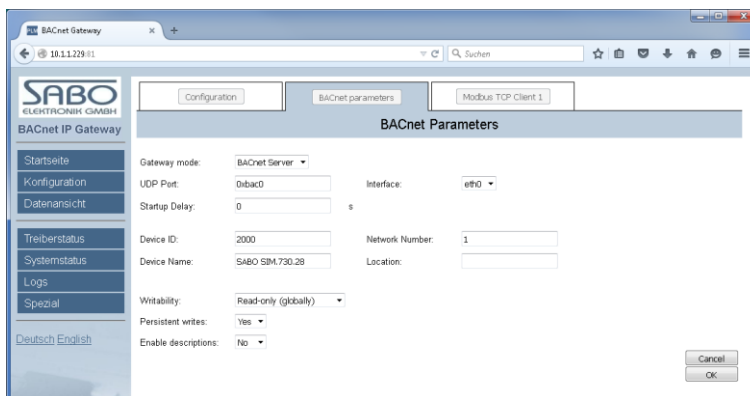 BACnet Gateway
10.1.1.229:81
Suchen
SABO
ELEKTRONIK GMBH
BACnet IP Gateway
Startseite
Konfiguration
Datenansicht
Treiberstatus
Systemstatus
Logs
Spezial
Deutsch English
Configuration BACnet parameters Modbus TCP Client 1
BACnet Parameters
Gateway mode: BACnet Server
UDP Port: 0xbac0 Interface: eth0
Startup Delay: 0 s
Device ID: 2000 Network Number: 1
Device Name: SABO SIM.730.28 Location:
Writability: Read-only (globally)
Persistent writes: Yes
Enable descriptions: No
Cancel
OK